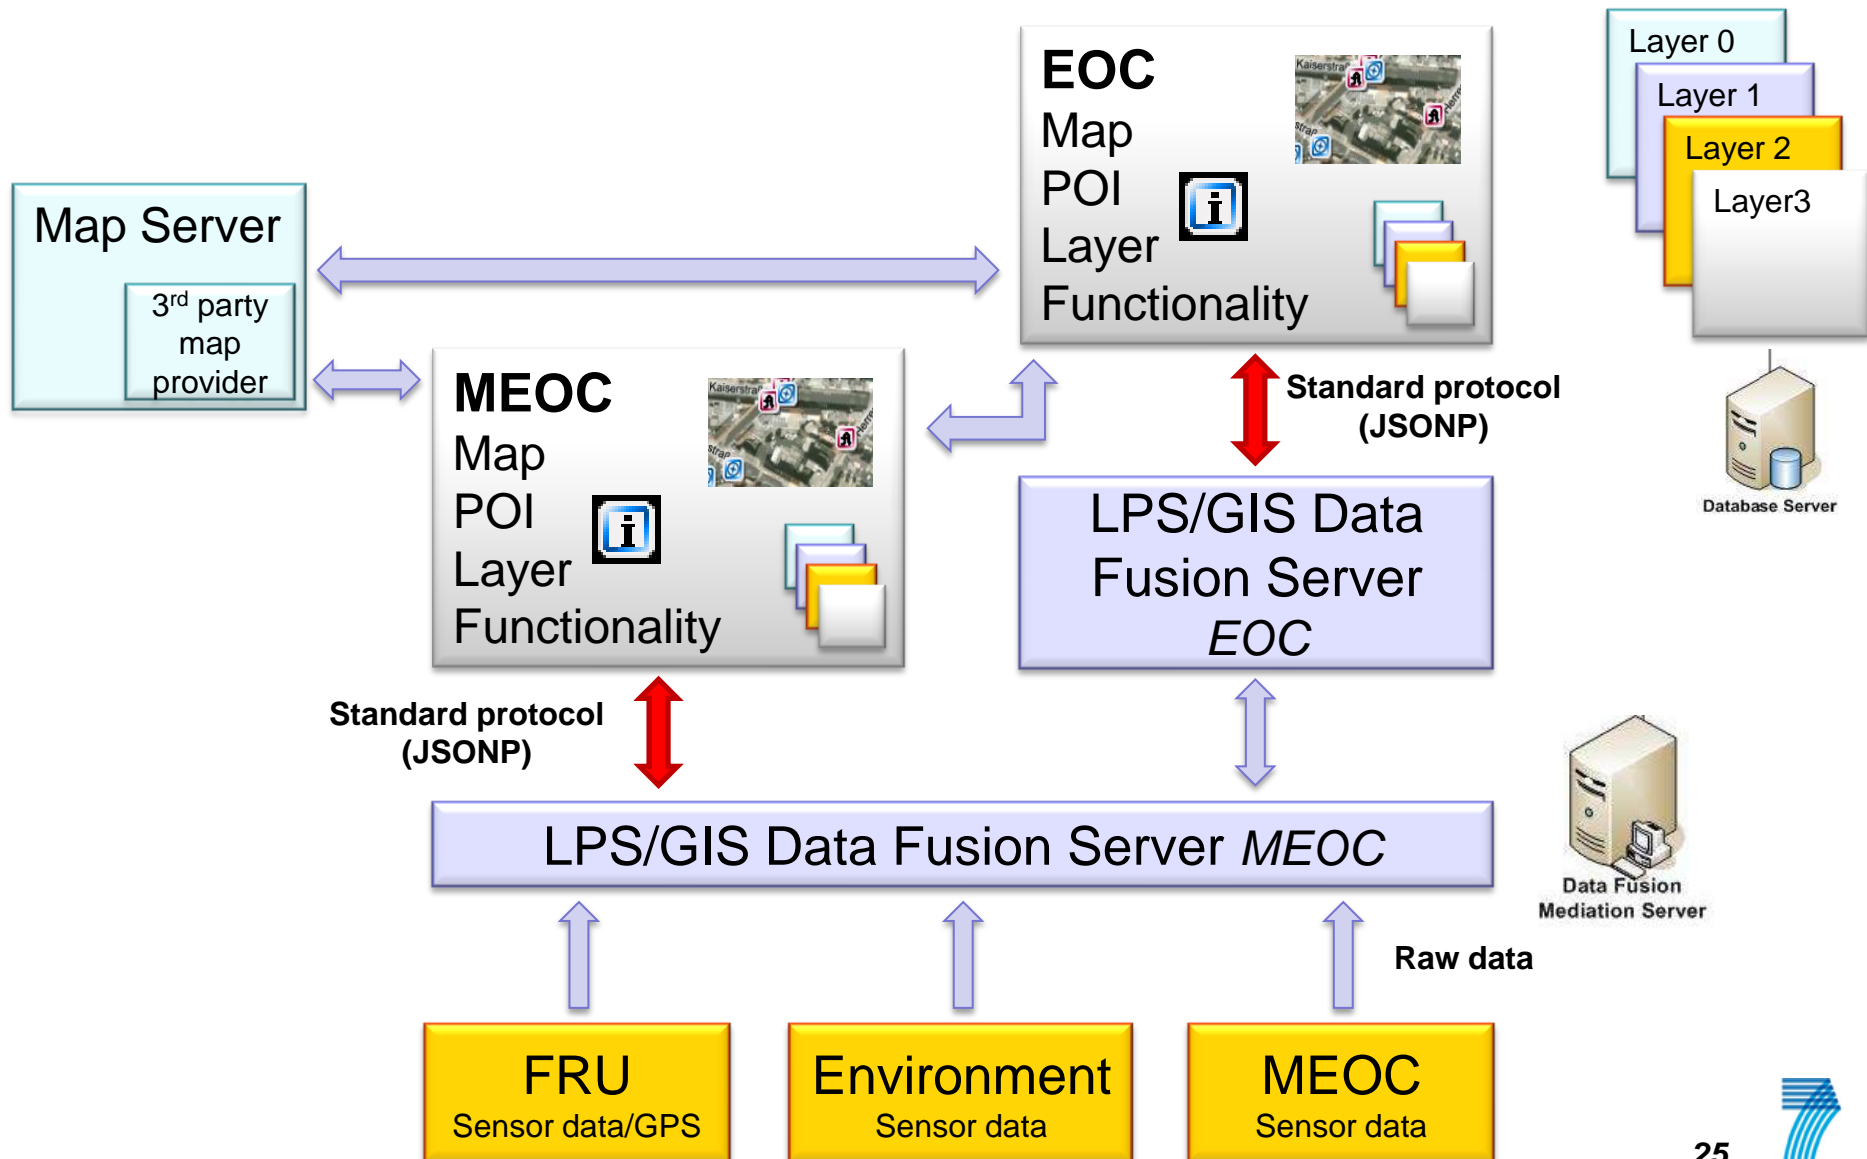 EOC
Map
POI
Layer
Functionality
Kaiserstra
Layer 0
Layer 1
Layer 2
Layer3
Map Server
3rd party
map
provider
MEOC
Map
POI
Layer
Functionality
Kaiserstra
Standard protocol
(JSONP)
Database Server
LPS/GIS Data
Fusion Server
EOC
Standard protocol
(JSONP)
LPS/GIS Data Fusion Server MEOC
Data Fusion
Mediation Server
Raw data
FRU
Sensor data/GPS
Environment
Sensor data
MEOC
Sensor data
25